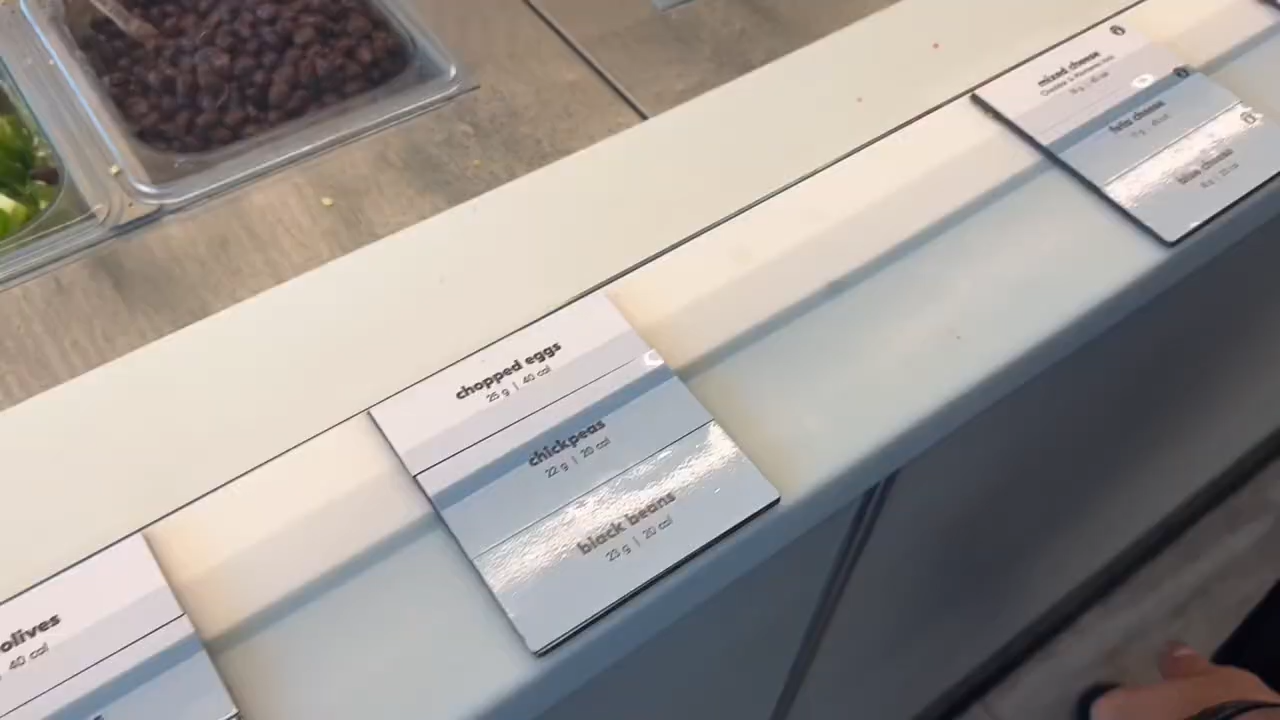 mixed cheese
feta cheese
blue cheese
chopped eggs
25 g | 40 cal
chickpeas
22 g | 20 cal
black beans
23 g | 20 cal
olives
40 cal